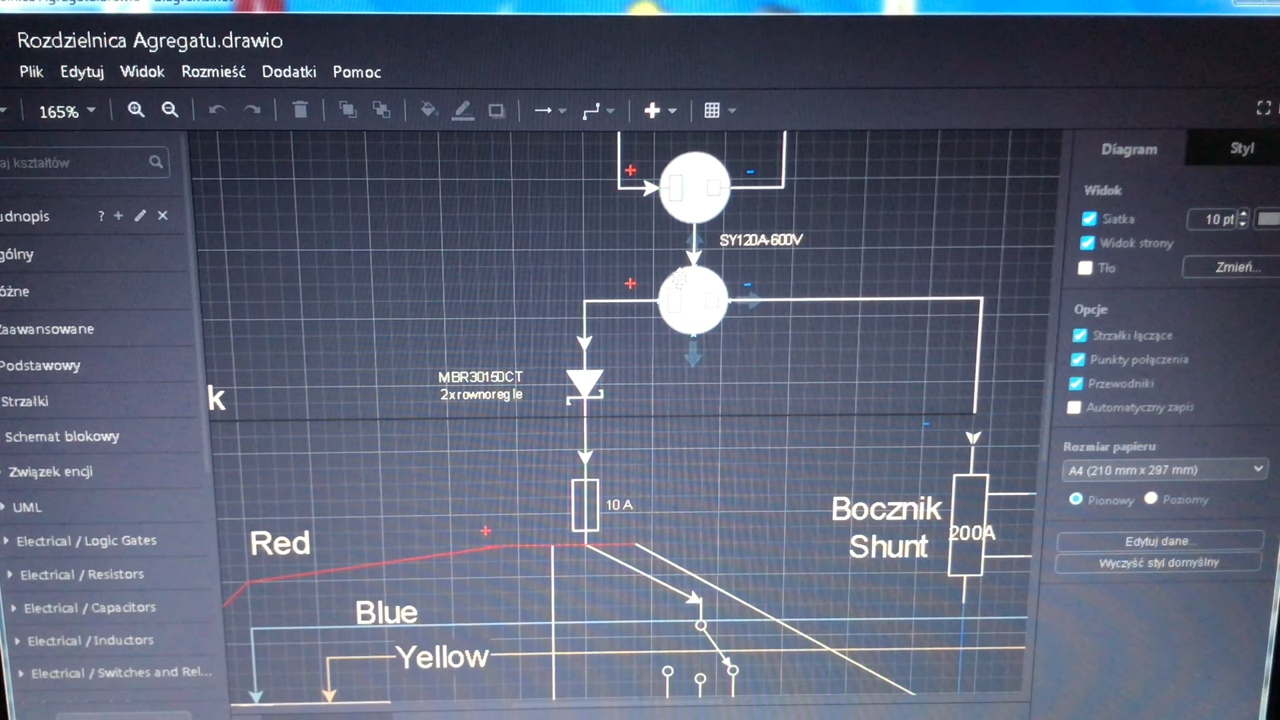 Rozdzielnica Agregatu.drawio
Plik Edytuj Widok Rozmieść Dodatki Pomoc
165%
aj kształtów
udnopis ? + ✕
gólny
óżne
Zaawansowane
Podstawowy
Strzałki
Schemat blokowy
Związek encji
UML
Electrical / Logic Gates
Electrical / Resistors
Electrical / Capacitors
Electrical / Inductors
Electrical / Switches and Rel...
+ -
SY120A-600V
+ -
MBR30150CT
2x rownoregle
k
-
10 A
+
Red
Blue
Yellow
Bocznik
Shunt
200A
Diagram Styl
Widok
Siatka 10 pt
Widok strony
Tło Zmień...
Opcje
Strzałki łączące
Punkty połączenia
Przewodniki
Automatyczny zapis
Rozmiar papieru
A4 (210 mm x 297 mm)
Pionowy Poziomy
Edytuj dane...
Wyczyść styl domyślny